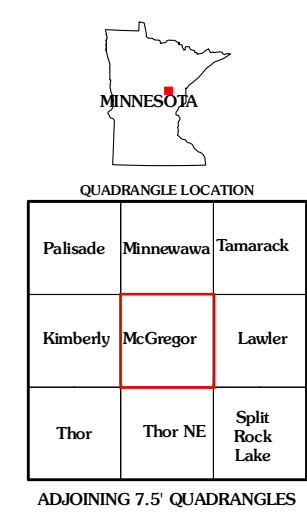 MINNESOTA
QUADRANGLE LOCATION
Palisade
Minnewawa
Tamarack
Kimberly
McGregor
Lawler
Thor
Thor NE
Split
Rock
Lake
ADJOINING 7.5' QUADRANGLES